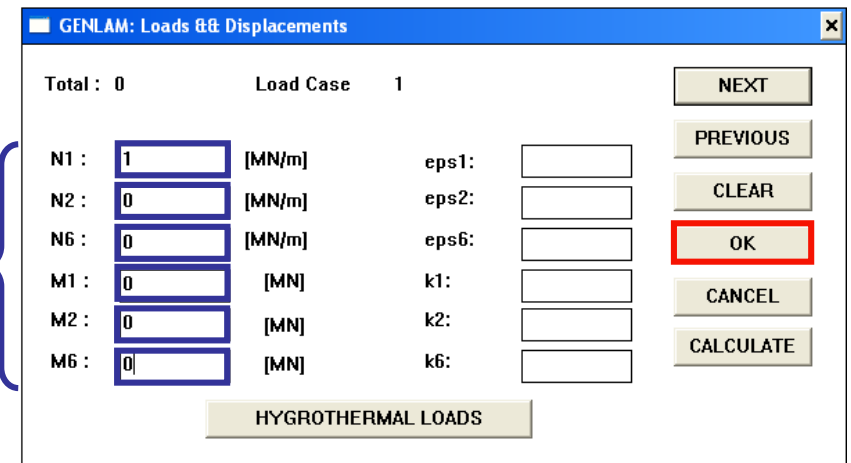 GENLAM: Loads && Displacements
Total : 0 Load Case 1 NEXT
PREVIOUS
N1 : 1 [MN/m] eps1:
N2 : 0 [MN/m] eps2: CLEAR
N6 : 0 [MN/m] eps6: OK
M1 : 0 [MN] k1: CANCEL
M2 : 0 [MN] k2:
M6 : 0 [MN] k6: CALCULATE
HYGROTHERMAL LOADS